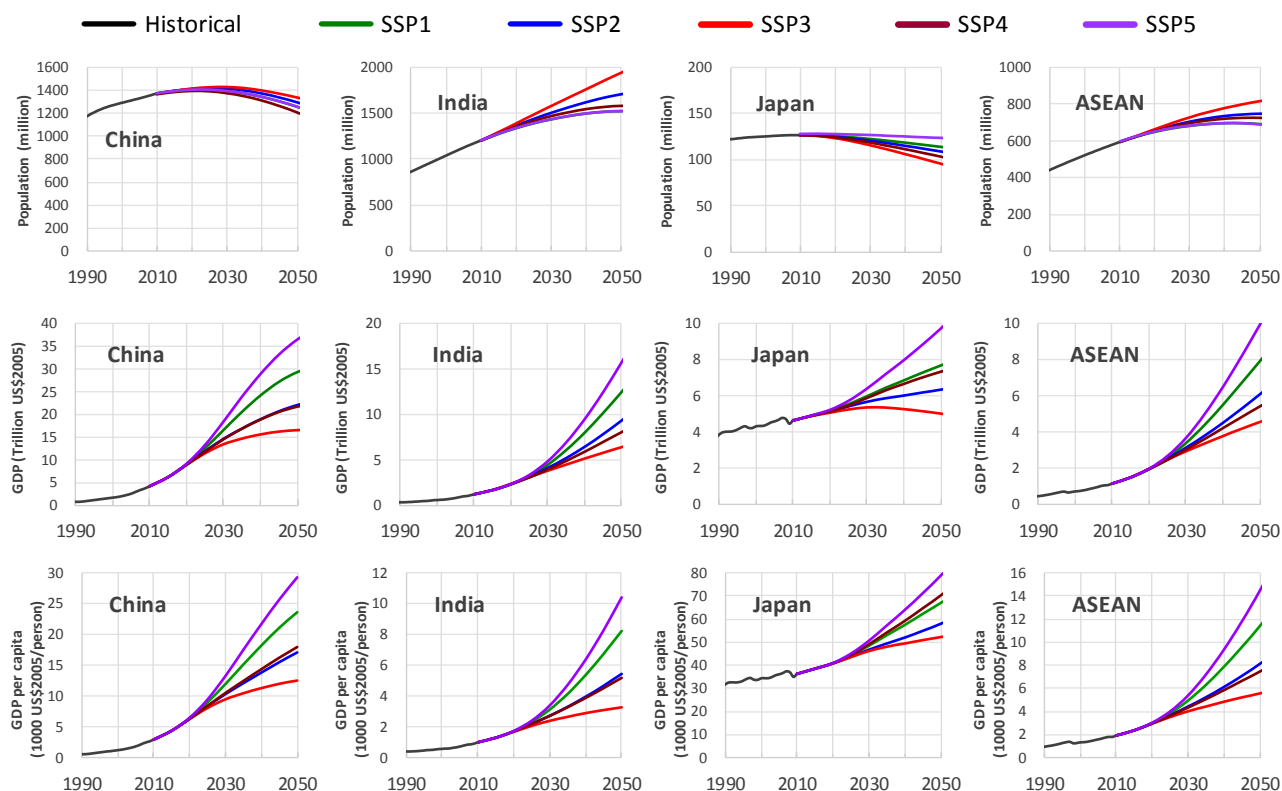 Historical SSP1 SSP2 SSP3 SSP4 SSP5
Population (million)
1600
1400
1200
1000
800
600
400
200
0
China
1990 2010 2030 2050
Population (million)
2000
1500
1000
500
0
India
1990 2010 2030 2050
Population (million)
200
150
100
50
0
Japan
1990 2010 2030 2050
Population (million)
1000
800
600
400
200
0
ASEAN
1990 2010 2030 2050
GDP (Trillion US$2005)
40
35
30
25
20
15
10
5
0
China
1990 2010 2030 2050
GDP (Trillion US$2005)
20
15
10
5
0
India
1990 2010 2030 2050
GDP (Trillion US$2005)
10
8
6
4
2
0
Japan
1990 2010 2030 2050
GDP (Trillion US$2005)
10
8
6
4
2
0
ASEAN
1990 2010 2030 2050
GDP per capita
(1000 US$2005/person)
30
25
20
15
10
5
0
China
1990 2010 2030 2050
GDP per capita
(1000 US$2005/person)
12
10
8
6
4
2
0
India
1990 2010 2030 2050
GDP per capita
(1000 US$2005/person)
80
70
60
50
40
30
20
10
0
Japan
1990 2010 2030 2050
GDP per capita
(1000 US$2005/person)
16
14
12
10
8
6
4
2
0
ASEAN
1990 2010 2030 2050